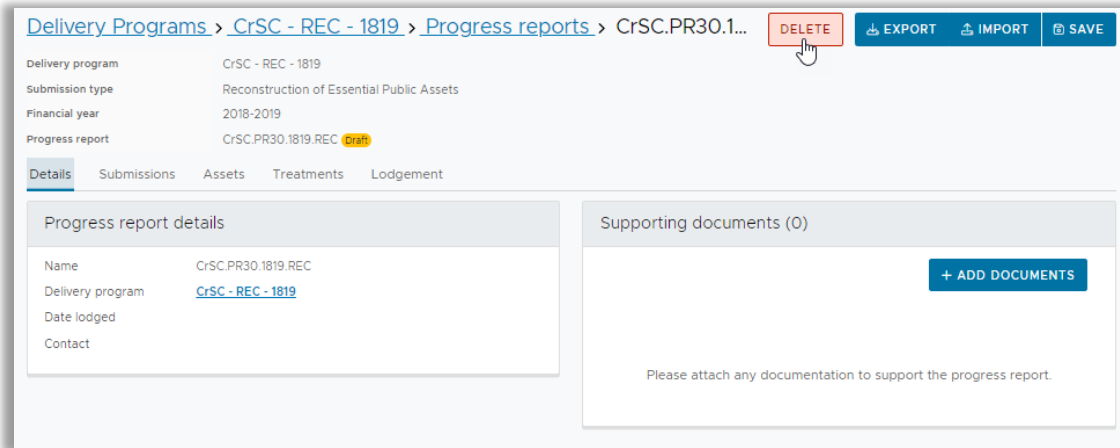 Delivery Programs > CrSC - REC - 1819 > Progress reports > CrSC.PR30.1... DELETE EXPORT IMPORT SAVE
Delivery program CrSC - REC - 1819
Submission type Reconstruction of Essential Public Assets
Financial year 2018-2019
Progress report CrSC.PR30.1819.REC Draft
Details Submissions Assets Treatments Lodgement
Progress report details
Name CrSC.PR30.1819.REC
Delivery program CrSC - REC - 1819
Date lodged
Contact
Supporting documents (0)
+ ADD DOCUMENTS
Please attach any documentation to support the progress report.